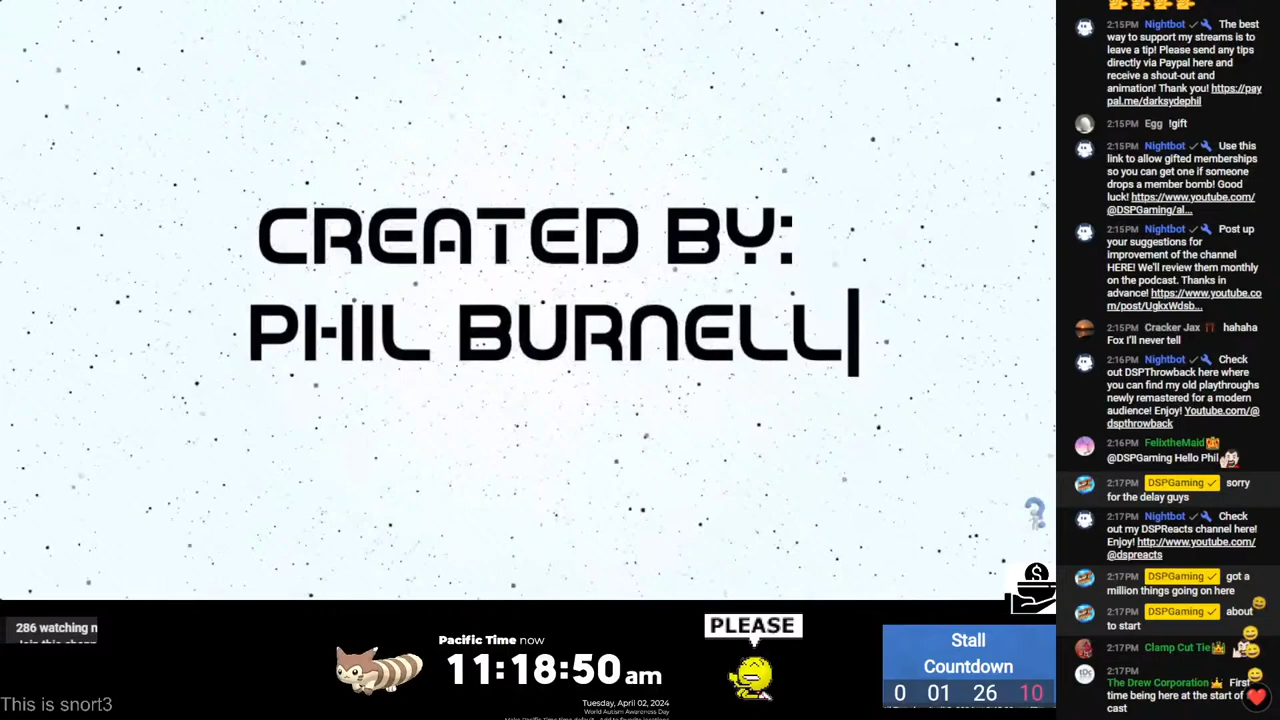 CREATED BY:
PHIL BURNELL
2:15PM Nightbot The best
way to support my streams is to
leave a tip! Please send any tips
directly via Paypal here and
receive a shout-out and
animation! Thank you! https://pay
pal.me/darksydephil
2:15PM Egg !gift
2:15PM Nightbot Use this
link to allow gifted memberships
so you can get one if someone
drops a member bomb! Good
luck! https://www.youtube.com/
@DSPGaming/al...
2:15PM Nightbot Post up
your suggestions for
improvement of the channel
HERE! We'll review them monthly
on the podcast. Thanks in
advance! https://www.youtube.co
m/post/UgkxWdsb...
2:15PM Cracker Jax hahaha
Fox I'll never tell
2:16PM Nightbot Check
out DSPThrowback here where
you can find my old playthroughs
newly remastered for a modern
audience! Enjoy! Youtube.com/@
dspthrowback
2:16PM FelixtheMaid
@DSPGaming Hello Phil
2:17PM DSPGaming sorry
for the delay guys
2:17PM Nightbot Check
out my DSPReacts channel here!
Enjoy! http://www.youtube.com/
@dspreacts
2:17PM DSPGaming got a
million things going on here
2:17PM DSPGaming about
to start
2:17PM Clamp Cut Tie
2:17PM
The Drew Corporation First
time being here at the start of
cast
286 watching n
Pacific Time now
11:18:50 am
Tuesday, April 02, 2024
World Autism Awareness Day
PLEASE
Stall
Countdown
0 01 26 10
This is snort3